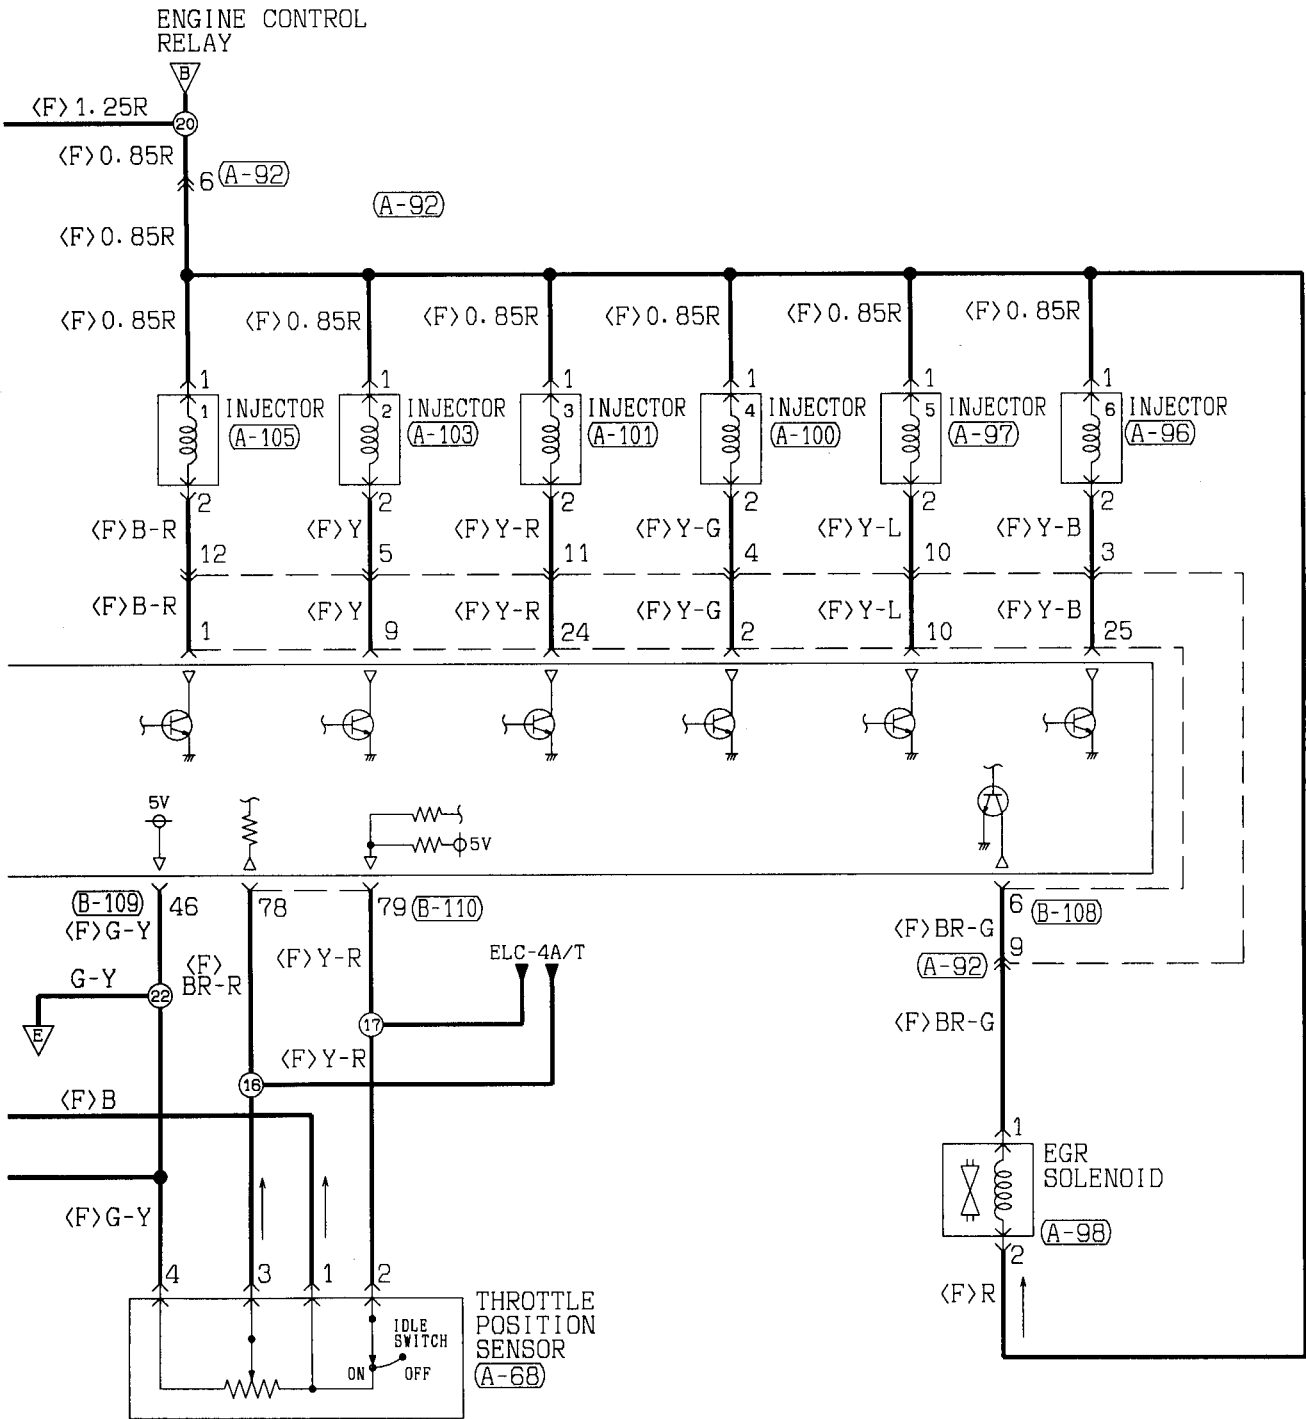 ENGINE CONTROL
RELAY
B
<F>1.25R
20
<F>0.85R
6 (A-92)
(A-92)
<F>0.85R
<F>0.85R <F>0.85R <F>0.85R <F>0.85R <F>0.85R <F>0.85R
1 1 1 1 1 1
1 INJECTOR 2 INJECTOR 3 INJECTOR 4 INJECTOR 5 INJECTOR 6 INJECTOR
(A-105) (A-103) (A-101) (A-100) (A-97) (A-96)
2 2 2 2 2 2
<F>B-R <F>Y <F>Y-R <F>Y-G <F>Y-L <F>Y-B
12 5 11 4 10 3
<F>B-R <F>Y <F>Y-R <F>Y-G <F>Y-L <F>Y-B
1 9 24 2 10 25
5V
5V
(B-109) 46 78 79 (B-110) 6 (B-108)
<F>G-Y <F>BR-G
<F>Y-R ELC-4A/T 9
<F> (A-92)
G-Y BR-R
22
E 17 <F>BR-G
<F>Y-R
16
<F>B
1
EGR
SOLENOID
<F>G-Y
(A-98)
2
4 3 1 2
<F>R
THROTTLE
POSITION
SENSOR
(A-68)
IDLE
SWITCH
ON OFF